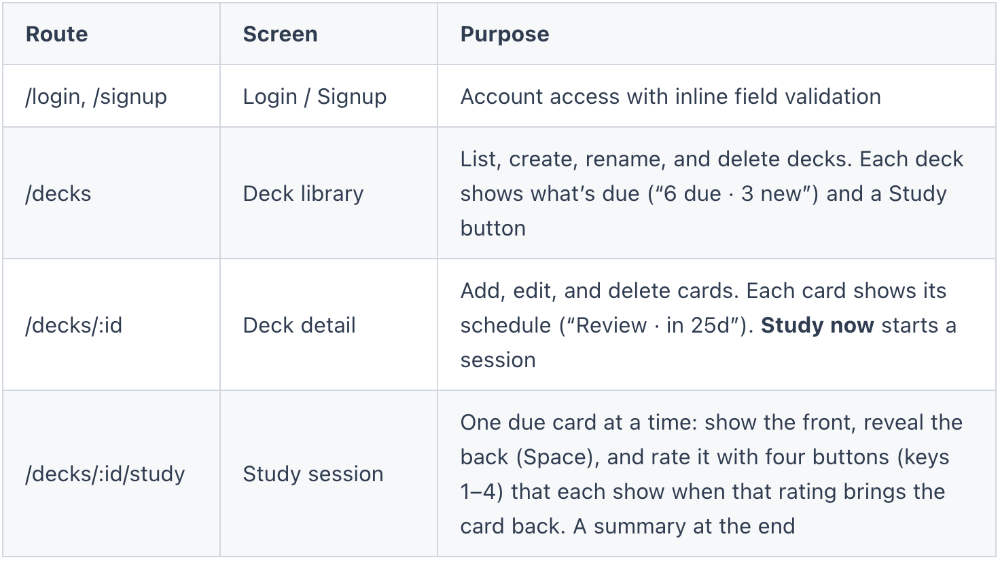 Route Screen Purpose
/login, /signup Login / Signup Account access with inline field validation
/decks Deck library List, create, rename, and delete decks. Each deck
shows what’s due (“6 due · 3 new”) and a Study
button
/decks/:id Deck detail Add, edit, and delete cards. Each card shows its
schedule (“Review · in 25d”). Study now starts a
session
/decks/:id/study Study session One due card at a time: show the front, reveal the
back (Space), and rate it with four buttons (keys
1–4) that each show when that rating brings the
card back. A summary at the end